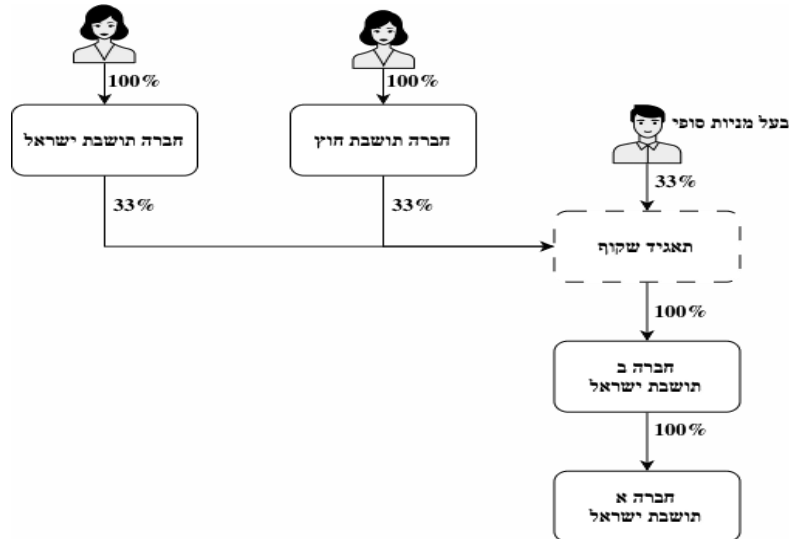 100%
100%
חברה תושבת ישראל
חברה תושבת חוץ
בעל מניות סופי
33%
33%
33%
תאגיד שקוף
100%
חברה ב
תושבת ישראל
100%
חברה א
תושבת ישראל